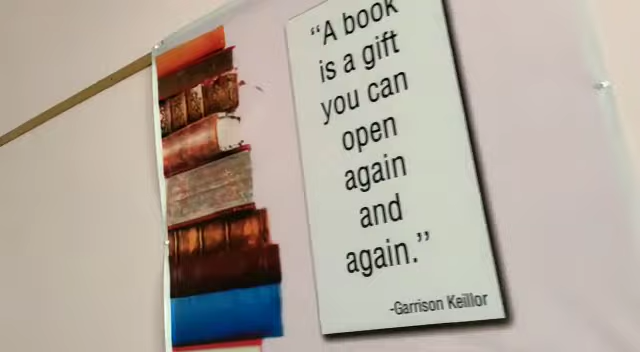 “A book
is a gift
you can
open
again
and
again.”
-Garrison Keillor